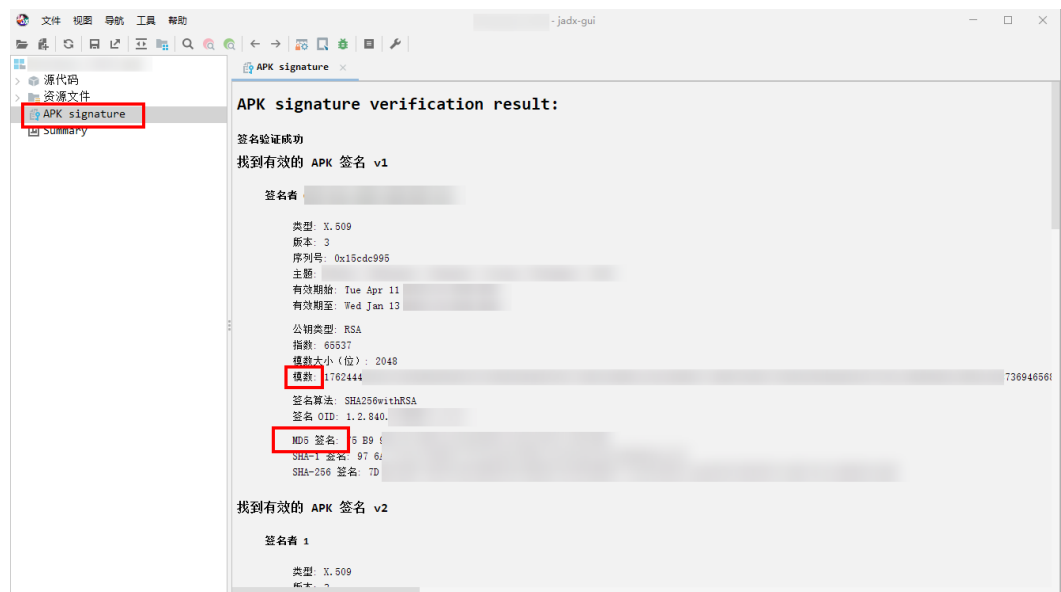 文件 视图 导航 工具 帮助
- jadx-gui
源代码
资源文件
APK signature
Summary
APK signature
APK signature verification result:
签名验证成功
找到有效的 APK 签名 v1
签名者
类型: X.509
版本: 3
序列号: 0x15cdc995
主题:
有效期始: Tue Apr 11
有效期至: Wed Jan 13
公钥类型: RSA
指数: 65537
模数大小（位）: 2048
模数: 1762444 736946568
签名算法: SHA256withRSA
签名 OID: 1.2.840.
MD5 签名: 75 B9
SHA-1 签名: 97
SHA-256 签名: 7D
找到有效的 APK 签名 v2
签名者 1
类型: X.509
版本: 3